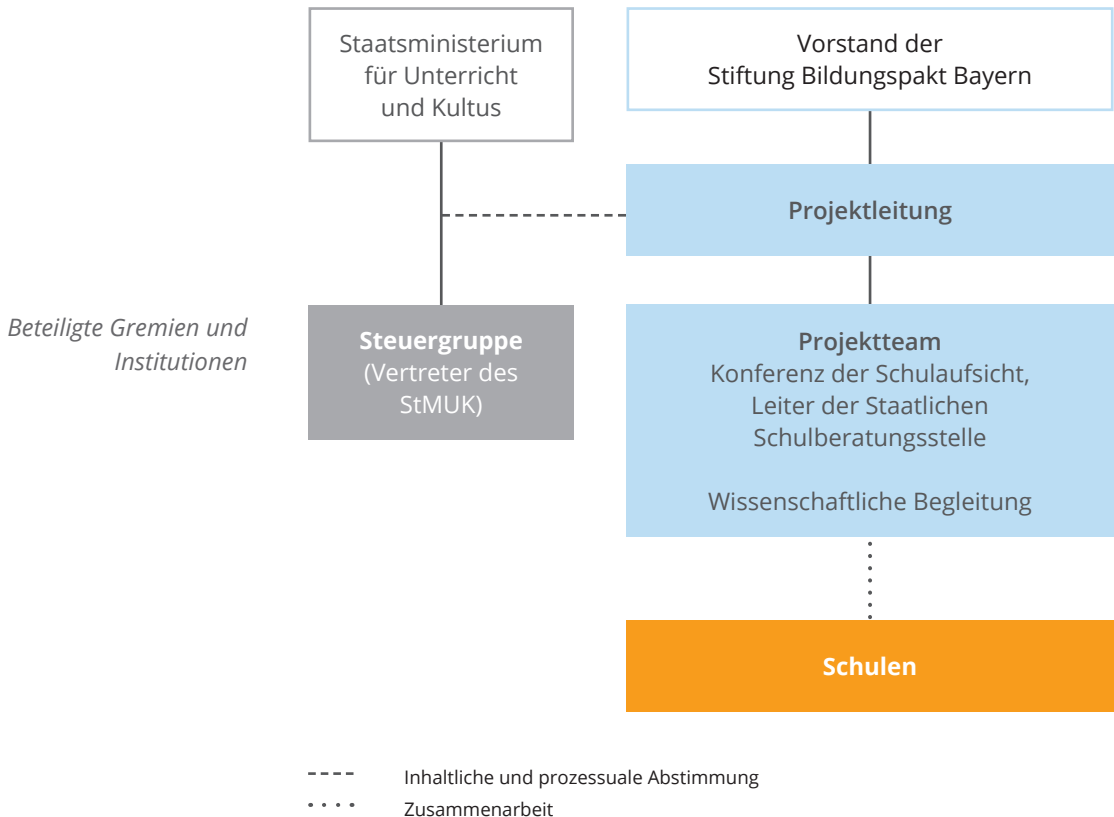 Staatsministerium
für Unterricht
und Kultus
Vorstand der
Stiftung Bildungspakt Bayern
Projektleitung
Beteiligte Gremien und
Institutionen
Steuergruppe
(Vertreter des
StMUK)
Projektteam
Konferenz der Schulaufsicht,
Leiter der Staatlichen
Schulberatungsstelle
Wissenschaftliche Begleitung
Schulen
Inhaltliche und prozessuale Abstimmung
Zusammenarbeit